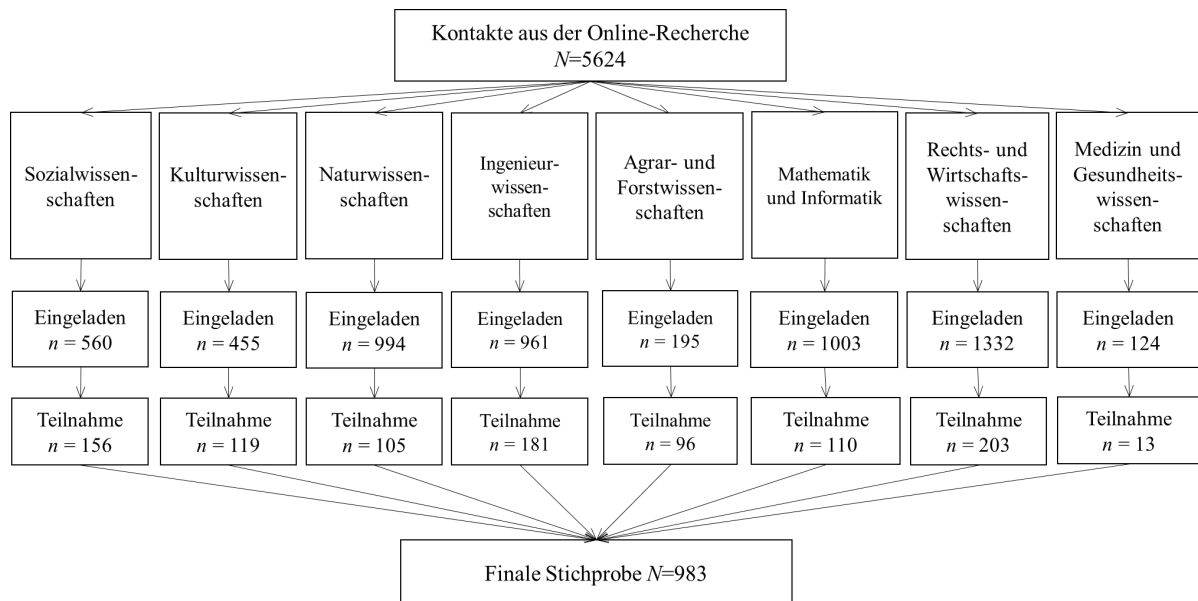 Kontakte aus der Online-Recherche
N=5624
Sozialwissen-
schaften
Kulturwissen-
schaften
Naturwissen-
schaften
Ingenieur-
wissen-
schaften
Agrar- und
Forstwissen-
schaften
Mathematik
und Informatik
Rechts- und
Wirtschafts-
wissen-
schaften
Medizin und
Gesundheits-
wissen-
schaften
Eingeladen
n = 560
Eingeladen
n = 455
Eingeladen
n = 994
Eingeladen
n = 961
Eingeladen
n = 195
Eingeladen
n = 1003
Eingeladen
n = 1332
Eingeladen
n = 124
Teilnahme
n = 156
Teilnahme
n = 119
Teilnahme
n = 105
Teilnahme
n = 181
Teilnahme
n = 96
Teilnahme
n = 110
Teilnahme
n = 203
Teilnahme
n = 13
Finale Stichprobe N=983